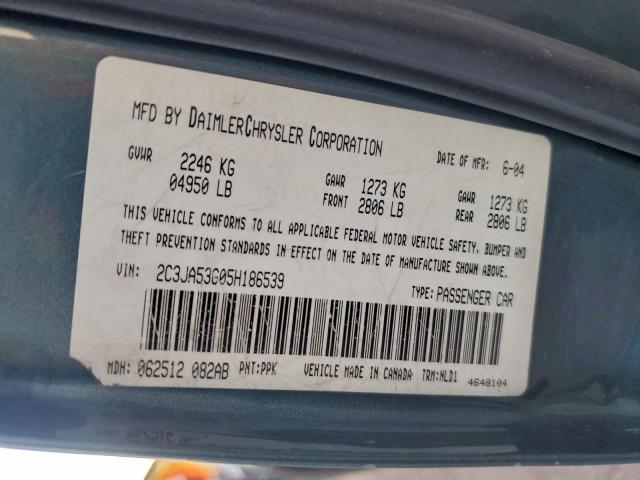 MFD BY DAIMLERCHRYSLER CORPORATION
DATE OF MFR: 6-04
GVWR 2246 KG 04950 LB
GAWR FRONT 1273 KG 2806 LB
GAWR REAR 1273 KG 2806 LB
THIS VEHICLE CONFORMS TO ALL APPLICABLE FEDERAL MOTOR VEHICLE SAFETY, BUMPER AND
THEFT PREVENTION STANDARDS IN EFFECT ON THE DATE OF MANUFACTURE SHOWN ABOVE.
VIN: 2C3JA53G05H186539
TYPE: PASSENGER CAR
MDH: 062512 082AB PNT: PPK VEHICLE MADE IN CANADA TRM: NLD1
4648104